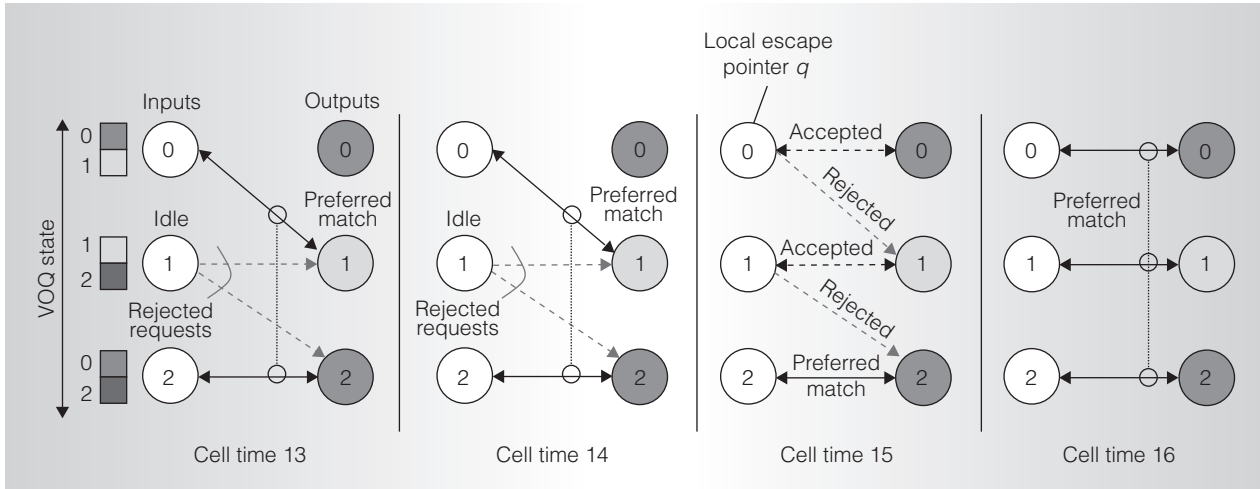 Local escape
pointer q
Inputs
Outputs
VOQ state
0
1
0
0
Preferred
match
Idle
1
2
1
1
Rejected
requests
0
2
2
2
Cell time 13
0
0
Preferred
match
Idle
1
1
Rejected
requests
2
2
Cell time 14
0
Accepted
0
Rejected
1
Accepted
1
Rejected
2
Preferred
match
2
Cell time 15
0
0
Preferred
match
1
1
2
2
Cell time 16